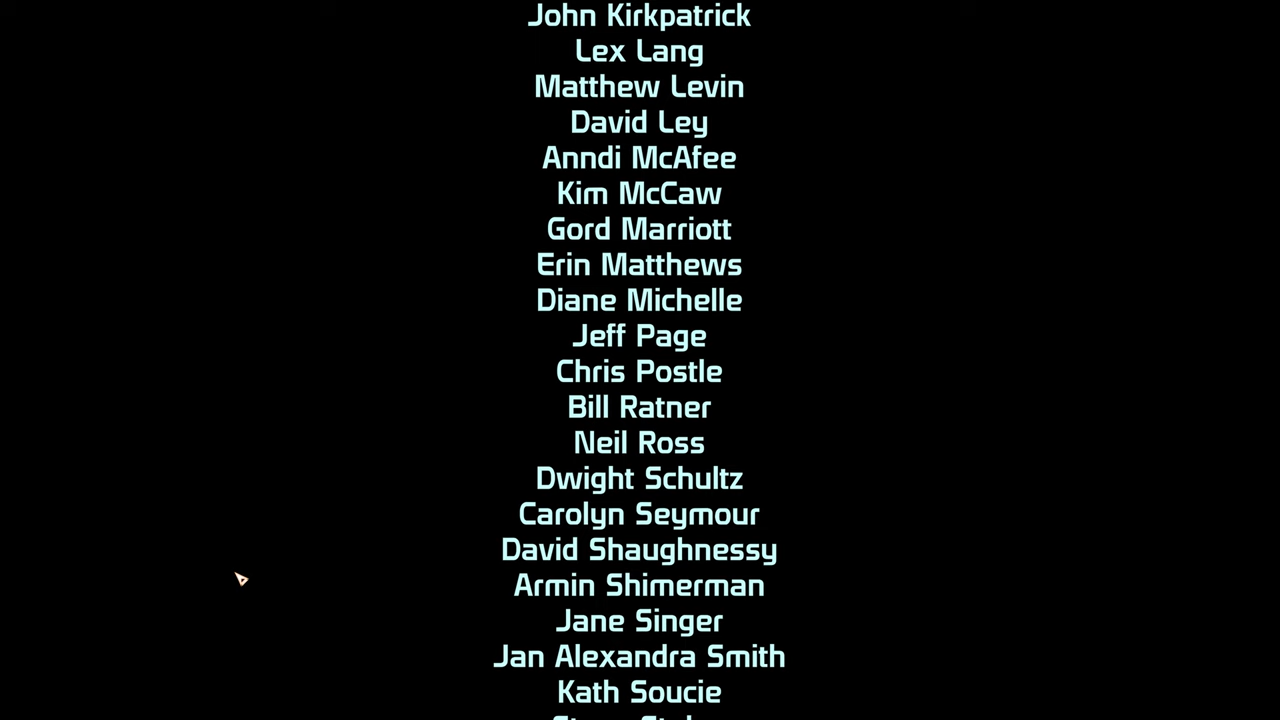 John Kirkpatrick
Lex Lang
Matthew Levin
David Ley
Anndi McAfee
Kim McCaw
Gord Marriott
Erin Matthews
Diane Michelle
Jeff Page
Chris Postle
Bill Ratner
Neil Ross
Dwight Schultz
Carolyn Seymour
David Shaughnessy
Armin Shimerman
Jane Singer
Jan Alexandra Smith
Kath Soucie